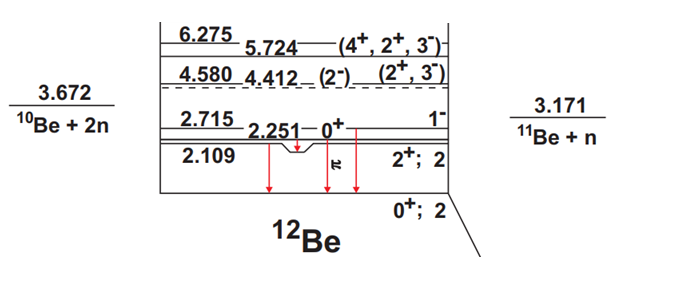 6.275
5.724 (4⁺, 2⁺, 3⁻)
4.580 4.412 (2⁻) (2⁺, 3⁻)
3.672
¹⁰Be + 2n
3.171
¹¹Be + n
2.715 1⁻
2.251 0⁺
2.109 π 2⁺; 2
0⁺; 2
¹²Be